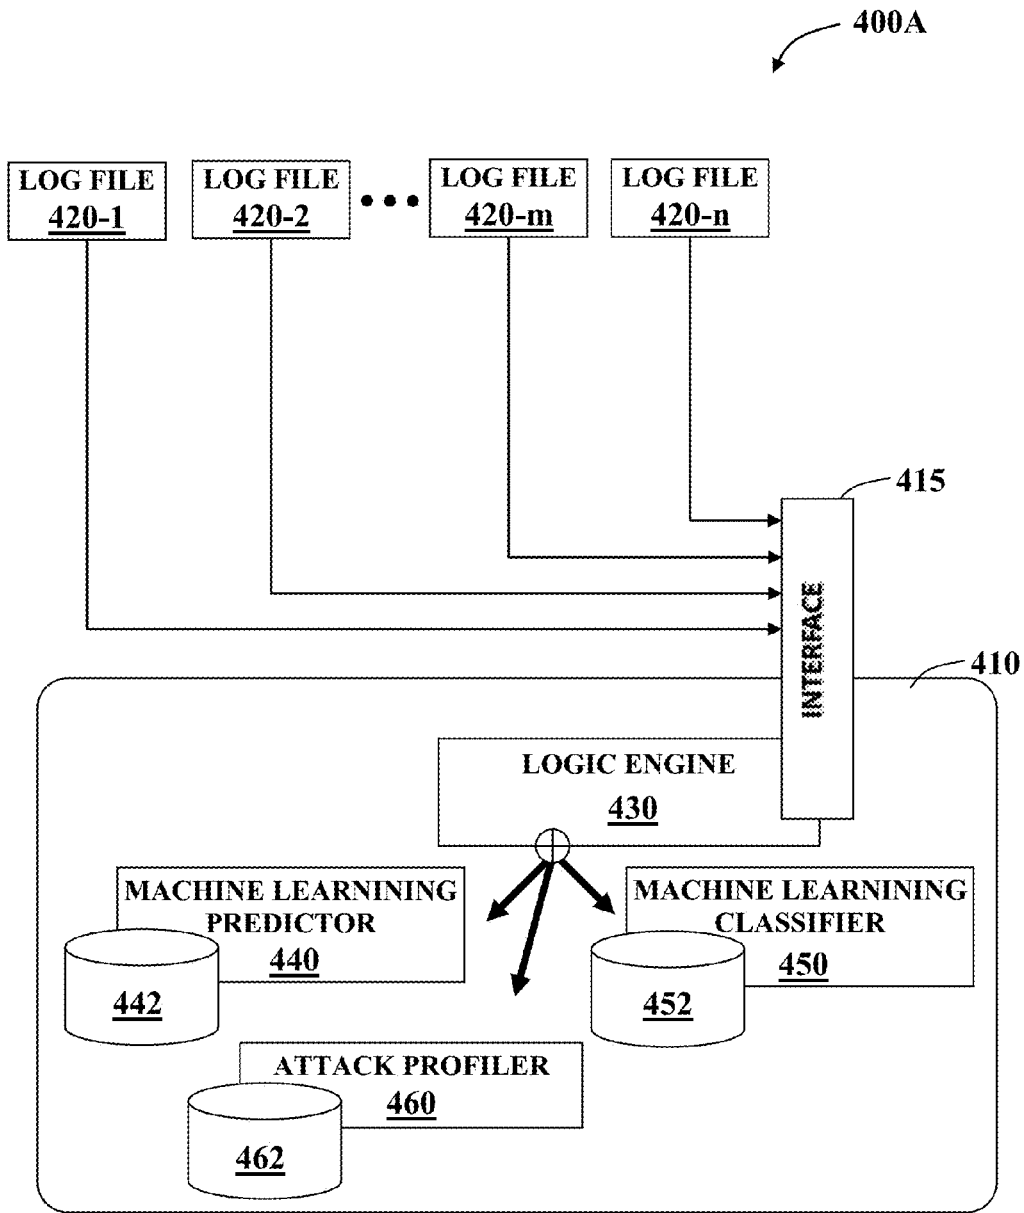 400A
LOG FILE
420-1
LOG FILE
420-2
LOG FILE
420-m
LOG FILE
420-n
415
INTERFACE
410
LOGIC ENGINE
430
MACHINE LEARNINING
PREDICTOR
440
442
MACHINE LEARNINING
CLASSIFIER
450
452
ATTACK PROFILER
460
462